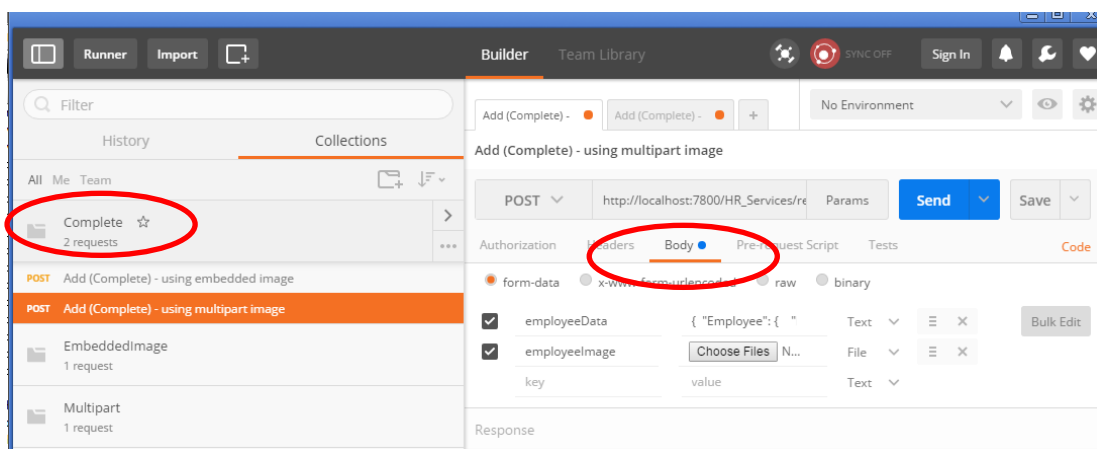 Runner Import Builder Team Library SYNC OFF Sign In
Filter
History Collections
All Me Team
Complete
2 requests
POST Add (Complete) - using embedded image
POST Add (Complete) - using multipart image
EmbeddedImage
1 request
Multipart
1 request
Add (Complete) - Add (Complete) - + No Environment
Add (Complete) - using multipart image
POST http://localhost:7800/HR_Services/re Params Send Save
Authorization Headers Body Pre-request Script Tests Code
form-data x-www-form-urlencoded raw binary
employeeData { "Employee": { " Text Bulk Edit
employeeImage Choose Files N... File
key value Text
Response